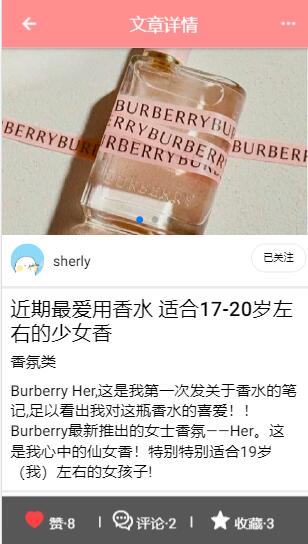 文章详情
BURBERRYBURBERRY
BURBERRYBURBERRY
BURBERRYBURBERRY
BURBERRY
sherly
已关注
近期最爱用香水 适合17-20岁左
右的少女香
香氛类
Burberry Her,这是我第一次发关于香水的笔
记,足以看出我对这瓶香水的喜爱！！
Burberry最新推出的女士香氛——Her。这
是我心中的仙女香！特别特别适合19岁
（我）左右的女孩子!
赞·8 | 评论·2 | 收藏·3